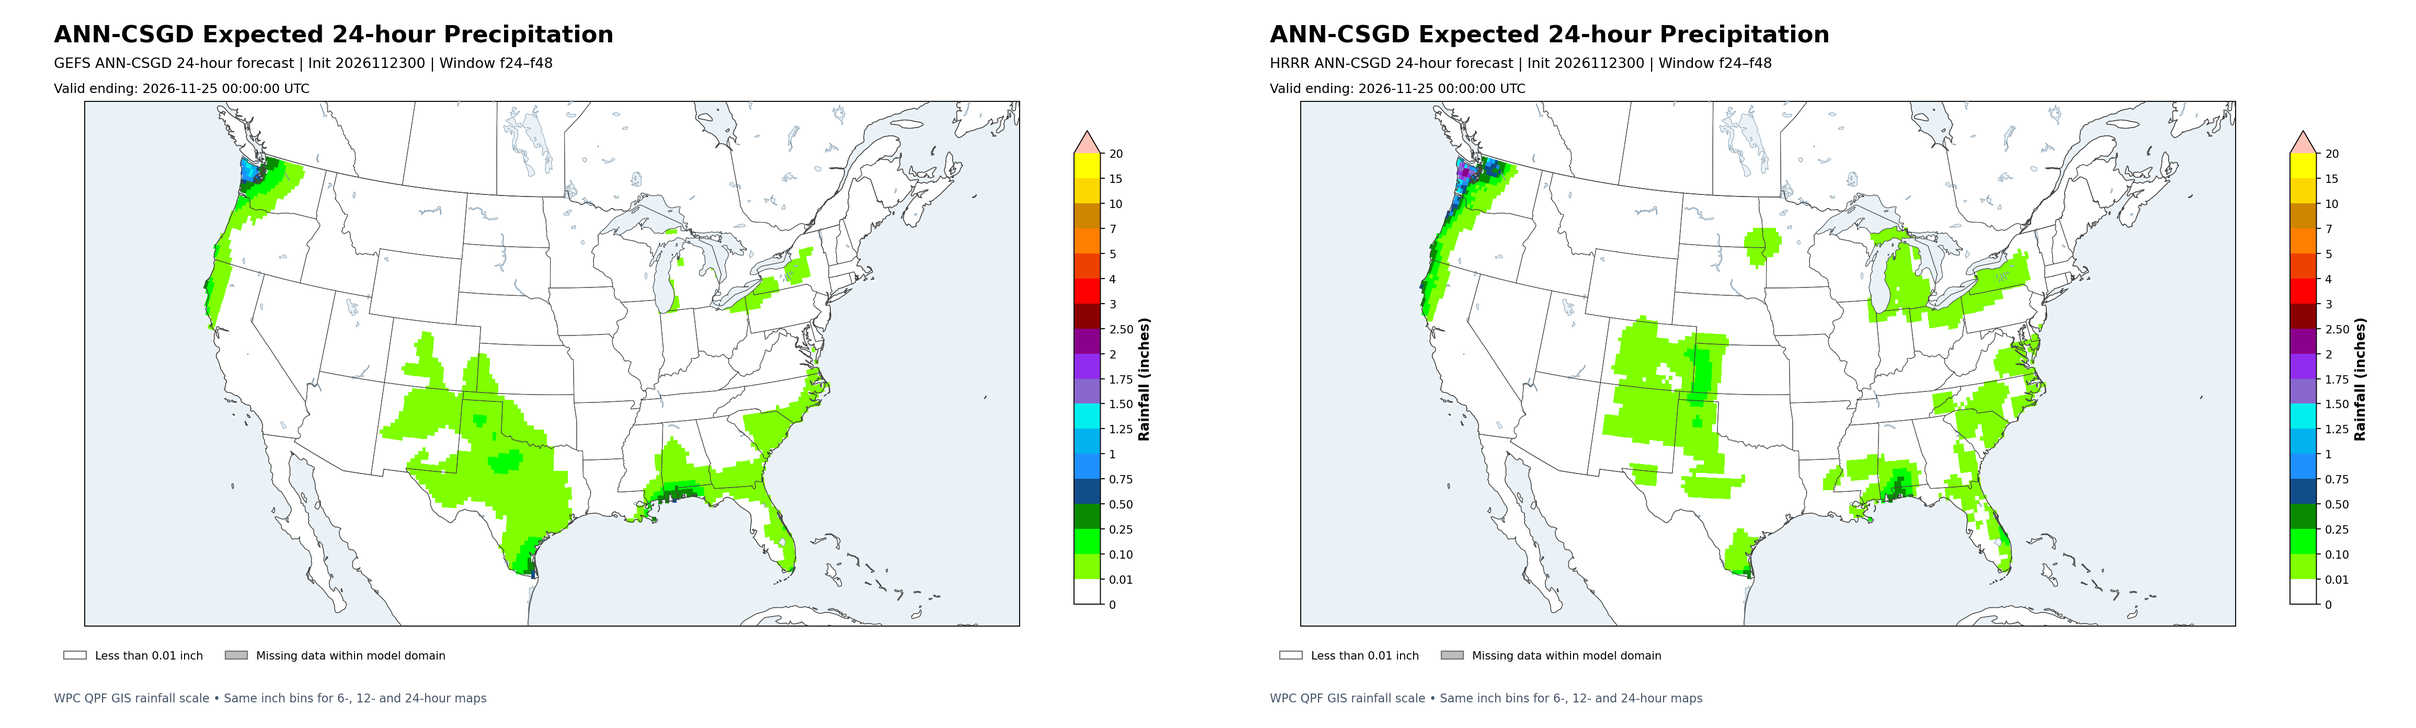 ANN-CSGD Expected 24-hour Precipitation
GEFS ANN-CSGD 24-hour forecast | Init 2026112300 | Window f24–f48
Valid ending: 2026-11-25 00:00:00 UTC
20
15
10
7
5
4
3
2.50
2
1.75
1.50
1.25
1
0.75
0.50
0.25
0.10
0.01
0
Rainfall (inches)
Less than 0.01 inch
Missing data within model domain
WPC QPF GIS rainfall scale • Same inch bins for 6-, 12- and 24-hour maps
ANN-CSGD Expected 24-hour Precipitation
HRRR ANN-CSGD 24-hour forecast | Init 2026112300 | Window f24–f48
Valid ending: 2026-11-25 00:00:00 UTC
20
15
10
7
5
4
3
2.50
2
1.75
1.50
1.25
1
0.75
0.50
0.25
0.10
0.01
0
Rainfall (inches)
Less than 0.01 inch
Missing data within model domain
WPC QPF GIS rainfall scale • Same inch bins for 6-, 12- and 24-hour maps